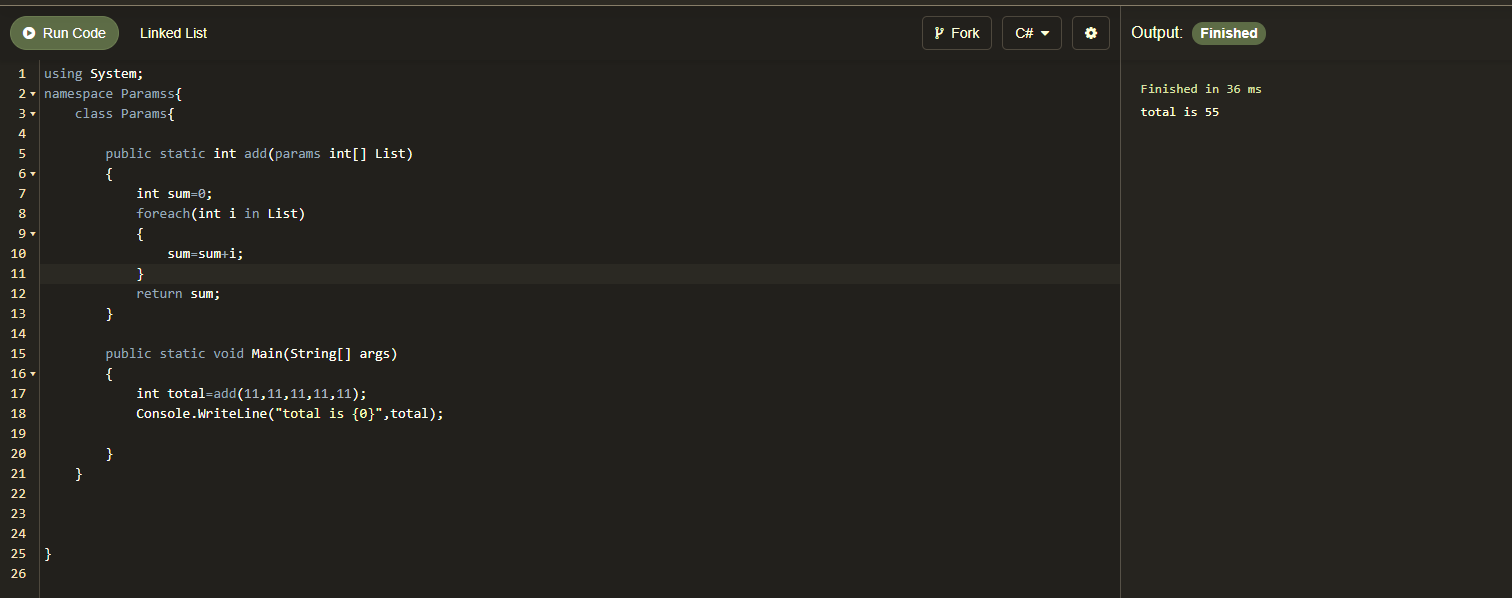 Run Code Linked List Fork C# Output: Finished
1 using System;
2 namespace Paramss{
3 class Params{
4
5 public static int add(params int[] List)
6 {
7 int sum=0;
8 foreach(int i in List)
9 {
10 sum=sum+i;
11 }
12 return sum;
13 }
14
15 public static void Main(String[] args)
16 {
17 int total=add(11,11,11,11,11);
18 Console.WriteLine("total is {0}",total);
19
20 }
21 }
22
23
24
25 }
26
Finished in 36 ms
total is 55